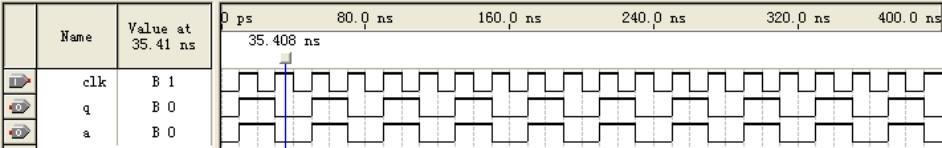 Name
Value at
35.41 ns
0 ps
80.0 ns
160.0 ns
240.0 ns
320.0 ns
400.0 ns
35.408 ns
clk
B 1
q
B 0
a
B 0